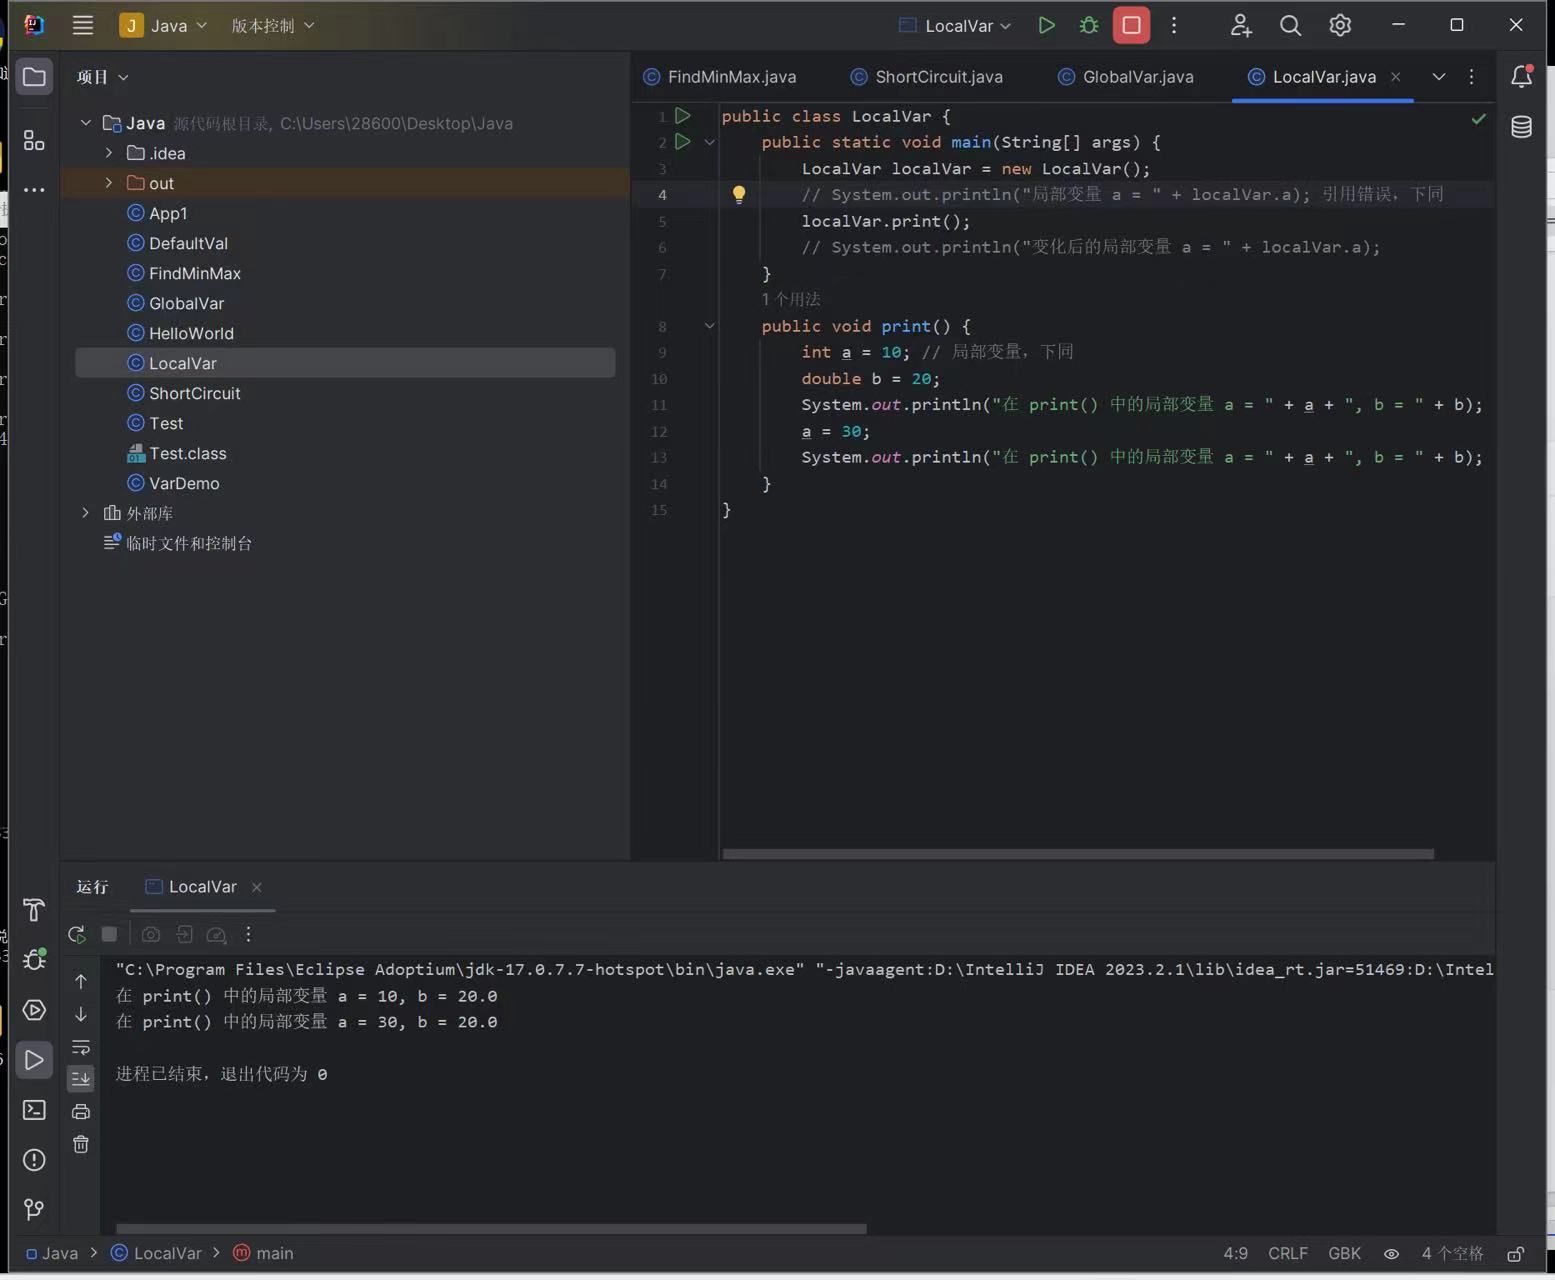 J Java 版本控制 LocalVar
项目
Java 源代码根目录, C:\Users\28600\Desktop\Java
.idea
out
App1
DefaultVal
FindMinMax
GlobalVar
HelloWorld
LocalVar
ShortCircuit
Test
Test.class
VarDemo
外部库
临时文件和控制台
FindMinMax.java ShortCircuit.java GlobalVar.java LocalVar.java
1 public class LocalVar {
2 public static void main(String[] args) {
3 LocalVar localVar = new LocalVar();
4 // System.out.println("局部变量 a = " + localVar.a); 引用错误，下同
5 localVar.print();
6 // System.out.println("变化后的局部变量 a = " + localVar.a);
7 }
1个用法
8 public void print() {
9 int a = 10; // 局部变量，下同
10 double b = 20;
11 System.out.println("在 print() 中的局部变量 a = " + a + ", b = " + b);
12 a = 30;
13 System.out.println("在 print() 中的局部变量 a = " + a + ", b = " + b);
14 }
15 }
运行 LocalVar
"C:\Program Files\Eclipse Adoptium\jdk-17.0.7.7-hotspot\bin\java.exe" "-javaagent:D:\IntelliJ IDEA 2023.2.1\lib\idea_rt.jar=51469:D:\Intel
在 print() 中的局部变量 a = 10, b = 20.0
在 print() 中的局部变量 a = 30, b = 20.0
进程已结束，退出代码为 0
Java > LocalVar > main 4:9 CRLF GBK 4 个空格